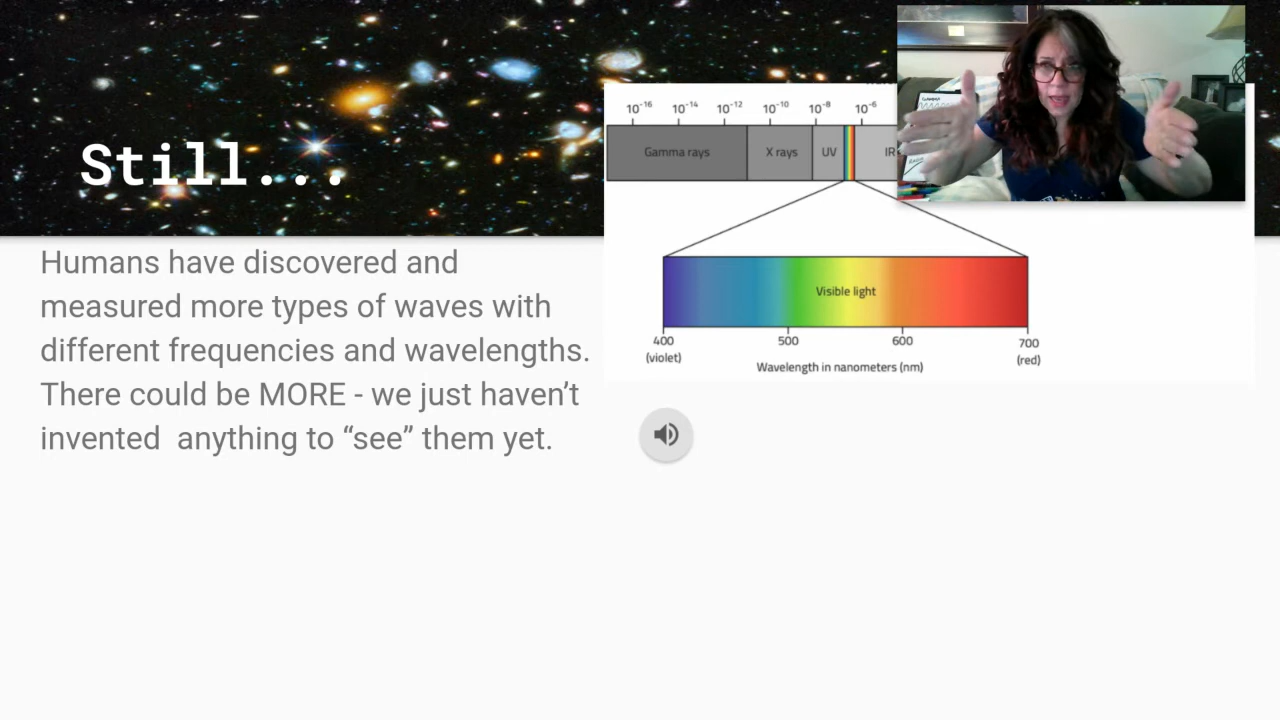 Still...
Humans have discovered and
measured more types of waves with
different frequencies and wavelengths.
There could be MORE - we just haven’t
invented  anything to “see” them yet.
10⁻¹⁶ 10⁻¹⁴ 10⁻¹² 10⁻¹⁰ 10⁻⁸ 10⁻⁶
Gamma rays X rays UV IR
Visible light
400 500 600 700
(violet) (red)
Wavelength in nanometers (nm)